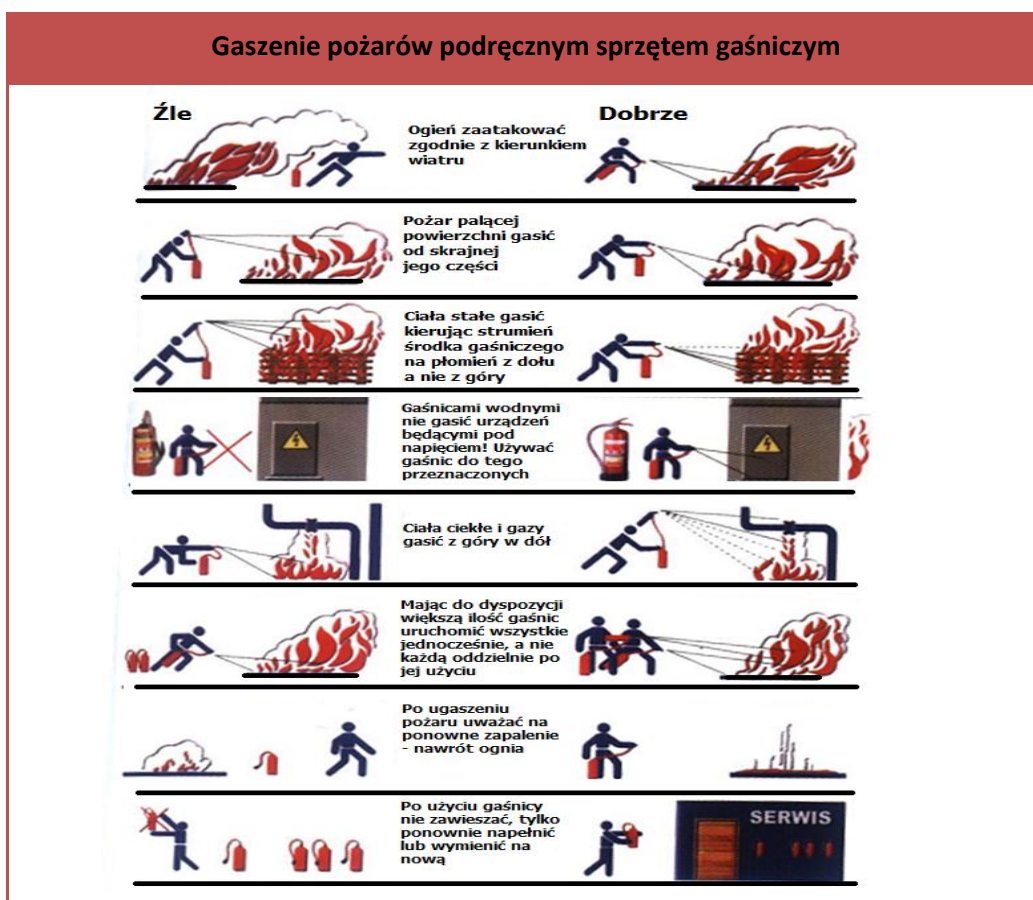 Gaszenie pożarów podręcznym sprzętem gaśniczym
Źle
Dobrze
Ogień zaatakować
zgodnie z kierunkiem
wiatru
Pożar palącej
powierzchni gasić
od skrajnej
jego części
Ciała stałe gasić
kierując strumień
środka gaśniczego
na płomień z dołu
a nie z góry
Gaśnicami wodnymi
nie gasić urządzeń
będącymi pod
napięciem! Używać
gaśnic do tego
przeznaczonych
Ciała ciekłe i gazy
gasić z góry w dół
Mając do dyspozycji
większą ilość gaśnic
uruchomić wszystkie
jednocześnie, a nie
każdą oddzielnie po
jej użyciu
Po ugaszeniu
pożaru uważać na
ponowne zapalenie
- nawrót ognia
Po użyciu gaśnicy
nie zawieszać, tylko
ponownie napełnić
lub wymienić na
nową
SERWIS